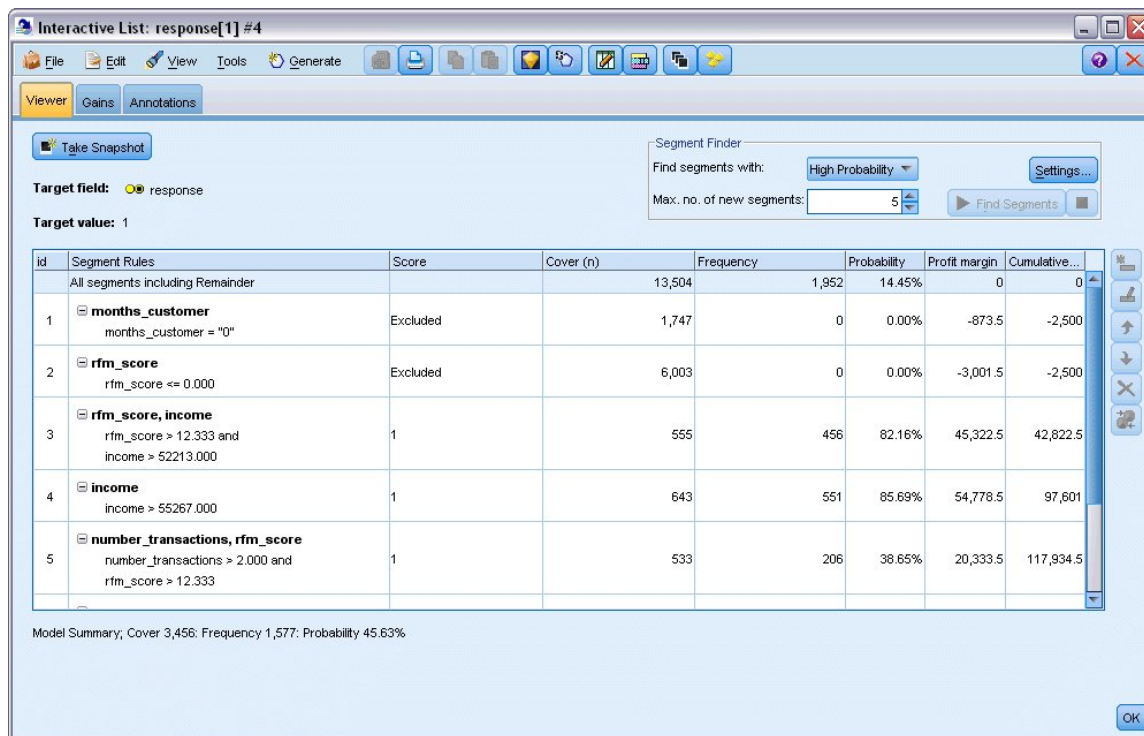 Interactive List: response[1] #4
File Edit View Tools Generate
Viewer Gains Annotations
Take Snapshot
Segment Finder
Find segments with: High Probability Settings...
Max. no. of new segments: 5 Find Segments
Target field: response
Target value: 1
id Segment Rules Score Cover (n) Frequency Probability Profit margin Cumulative...
All segments including Remainder 13,504 1,952 14.45% 0 0
months_customer
1 Excluded 1,747 0 0.00% -873.5 -2,500
months_customer = "0"
rfm_score
2 Excluded 6,003 0 0.00% -3,001.5 -2,500
rfm_score <= 0.000
rfm_score, income
3 rfm_score > 12.333 and 1 555 456 82.16% 45,322.5 42,822.5
income > 52213.000
income
4 1 643 551 85.69% 54,778.5 97,601
income > 55267.000
number_transactions, rfm_score
5 number_transactions > 2.000 and 1 533 206 38.65% 20,333.5 117,934.5
rfm_score > 12.333
Model Summary; Cover 3,456: Frequency 1,577: Probability 45.63%
OK